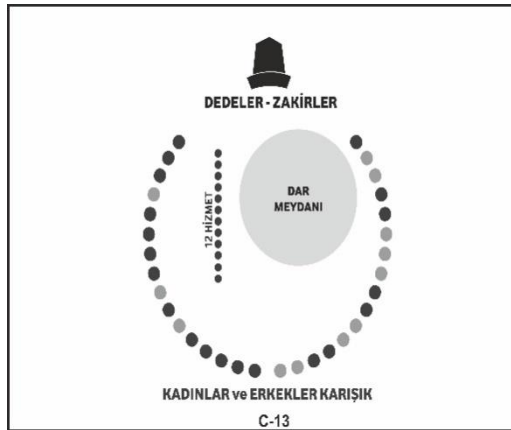 DEDELER - ZAKİRLER
DAR
MEYDANI
12 HİZMET
KADINLAR ve ERKEKLER KARIŞIK
C-13